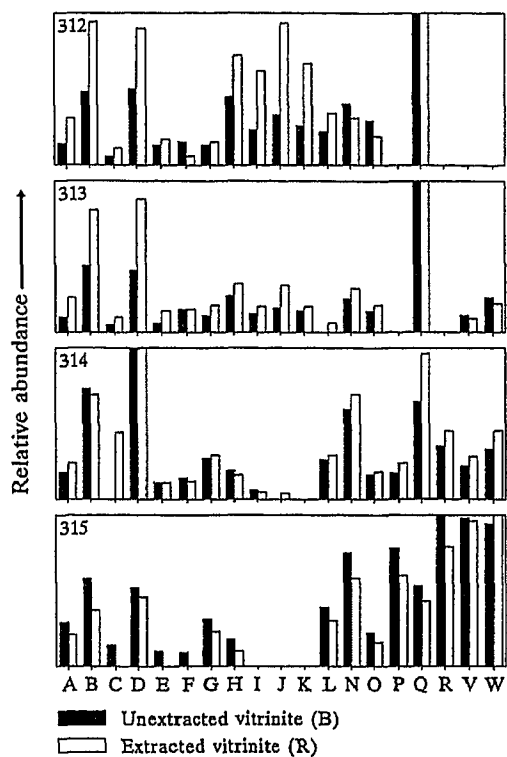 312
313
314
315
Relative abundance
A B C D E F G H I J K L N O P Q R V W
Unextracted vitrinite (B)
Extracted vitrinite (R)